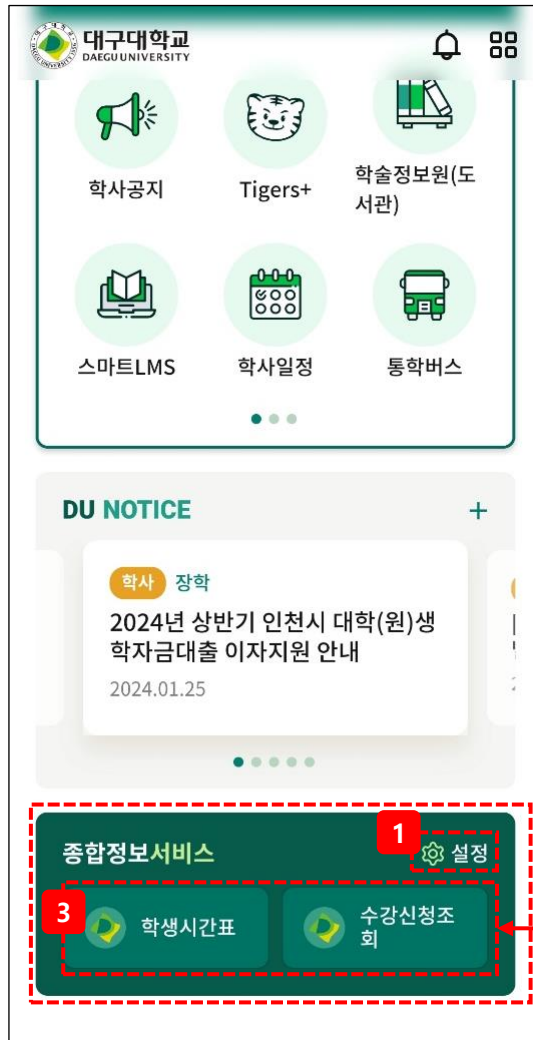 대구대학교
DAEGU UNIVERSITY
학사공지
Tigers+
학술정보원(도
서관)
스마트LMS
학사일정
통학버스
DU NOTICE
+
학사 장학
2024년 상반기 인천시 대학(원)생
학자금대출 이자지원 안내
2024.01.25
종합정보서비스
1
설정
3
학생시간표
수강신청조
회